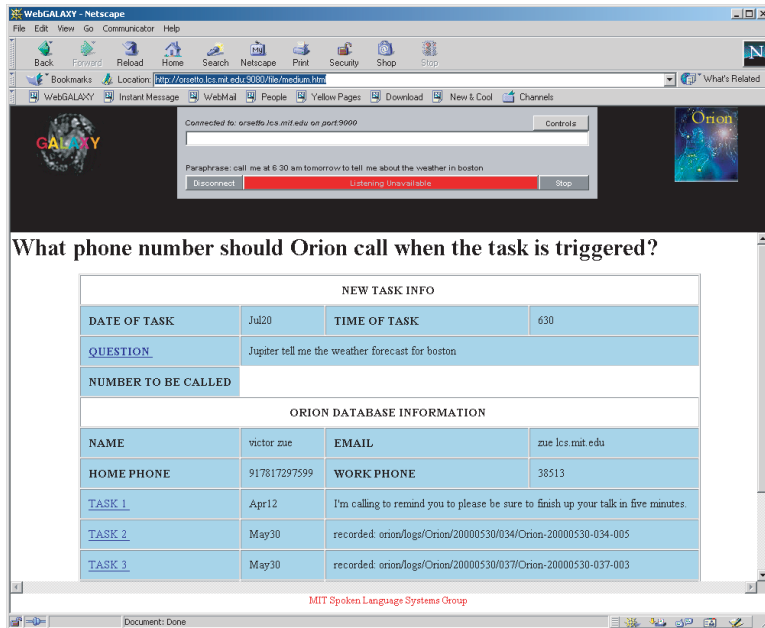 WebGALAXY - Netscape
File Edit View Go Communicator Help
Back Forward Reload Home Search Netscape Print Security Shop Stop
Bookmarks Location: http://orsetto.lcs.mit.edu:9080/file/medium.htm What's Related
WebGALAXY Instant Message WebMail People Yellow Pages Download New & Cool Channels
GALAXY
Connected to: orsetto.lcs.mit.edu on port:9000
Controls
Orion
Paraphrase: call me at 6 30 am tomorrow to tell me about the weather in boston
Disconnect Listening Unavailable Stop
What phone number should Orion call when the task is triggered?
NEW TASK INFO
DATE OF TASK Jul20 TIME OF TASK 630
QUESTION Jupiter tell me the weather forecast for boston
NUMBER TO BE CALLED
ORION DATABASE INFORMATION
NAME victor zue EMAIL zue lcs.mit.edu
HOME PHONE 917817297599 WORK PHONE 38513
TASK 1 Apr12 I'm calling to remind you to please be sure to finish up your talk in five minutes.
TASK 2 May30 recorded: orion/logs/Orion/20000530/034/Orion-20000530-034-005
TASK 3 May30 recorded: orion/logs/Orion/20000530/037/Orion-20000530-037-003
MIT Spoken Language Systems Group
Document: Done